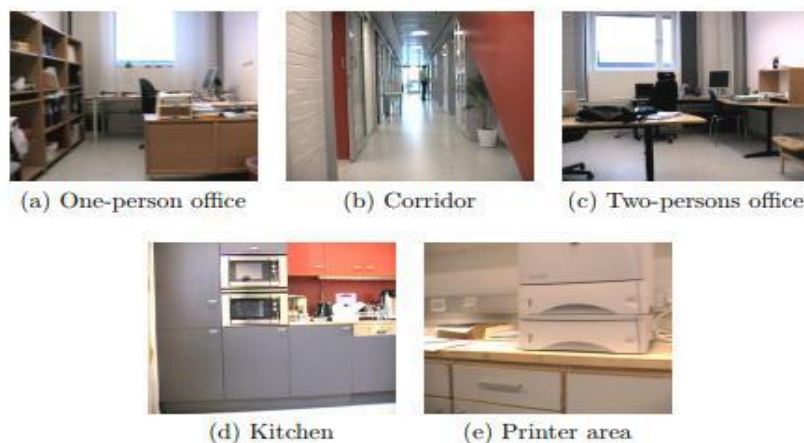 (a) One-person office
(b) Corridor
(c) Two-persons office
(d) Kitchen
(e) Printer area